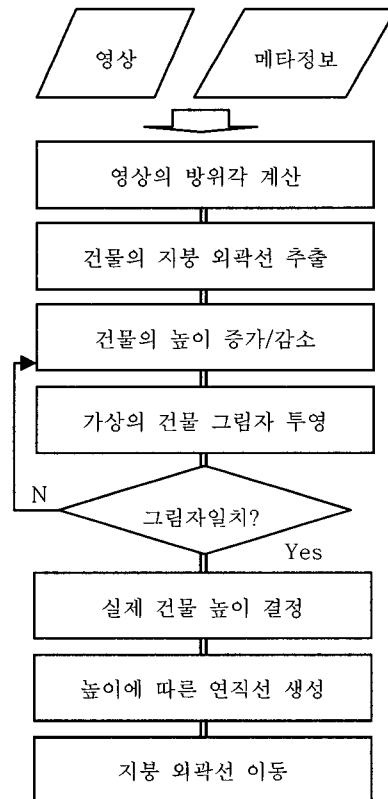 영상
메타정보
영상의 방위각 계산
건물의 지붕 외곽선 추출
건물의 높이 증가/감소
가상의 건물 그림자 투영
N
그림자일치?
Yes
실제 건물 높이 결정
높이에 따른 연직선 생성
지붕 외곽선 이동